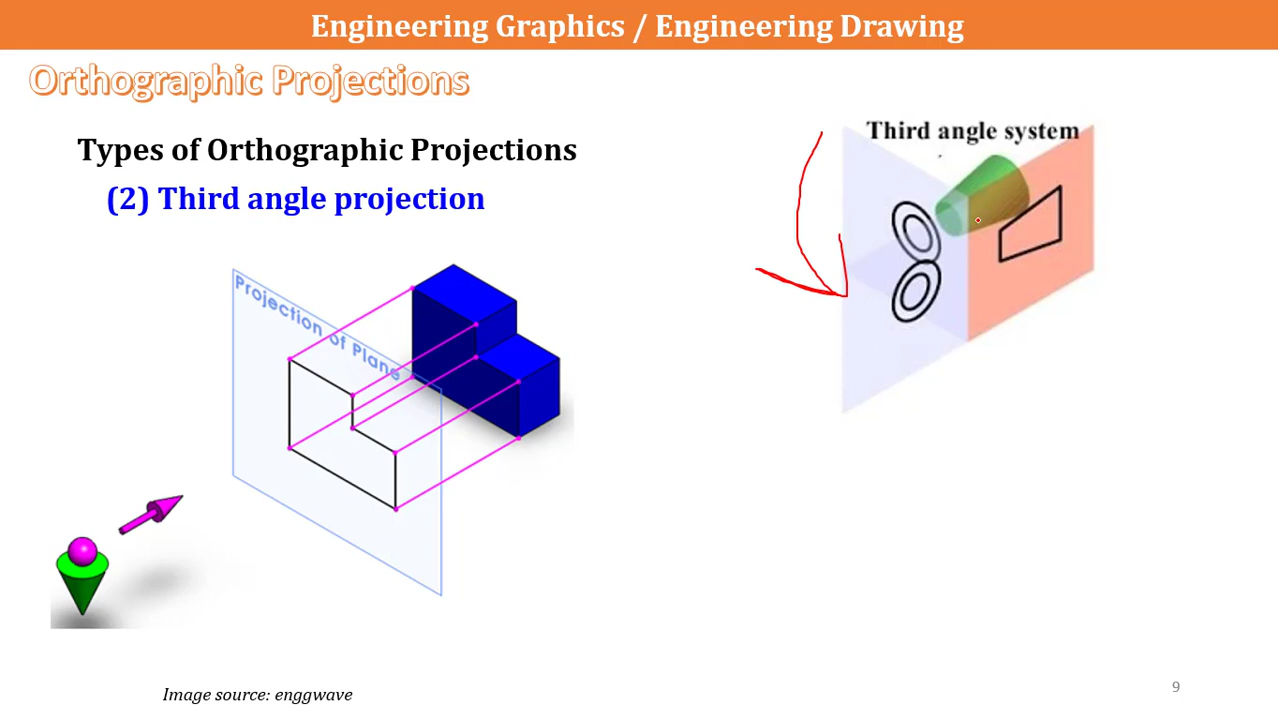 Engineering Graphics / Engineering Drawing
Orthographic Projections
Types of Orthographic Projections
(2) Third angle projection
Third angle system
Projection of Plane
Image source: enggwave
9